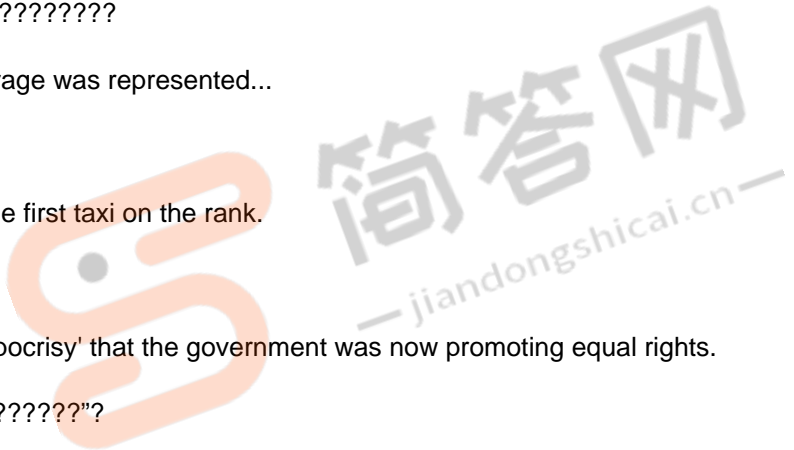 ????????
rage was represented...
简答网
e first taxi on the rank.
jiandongshicai.cn
pocrisy' that the government was now promoting equal rights.
??????”?